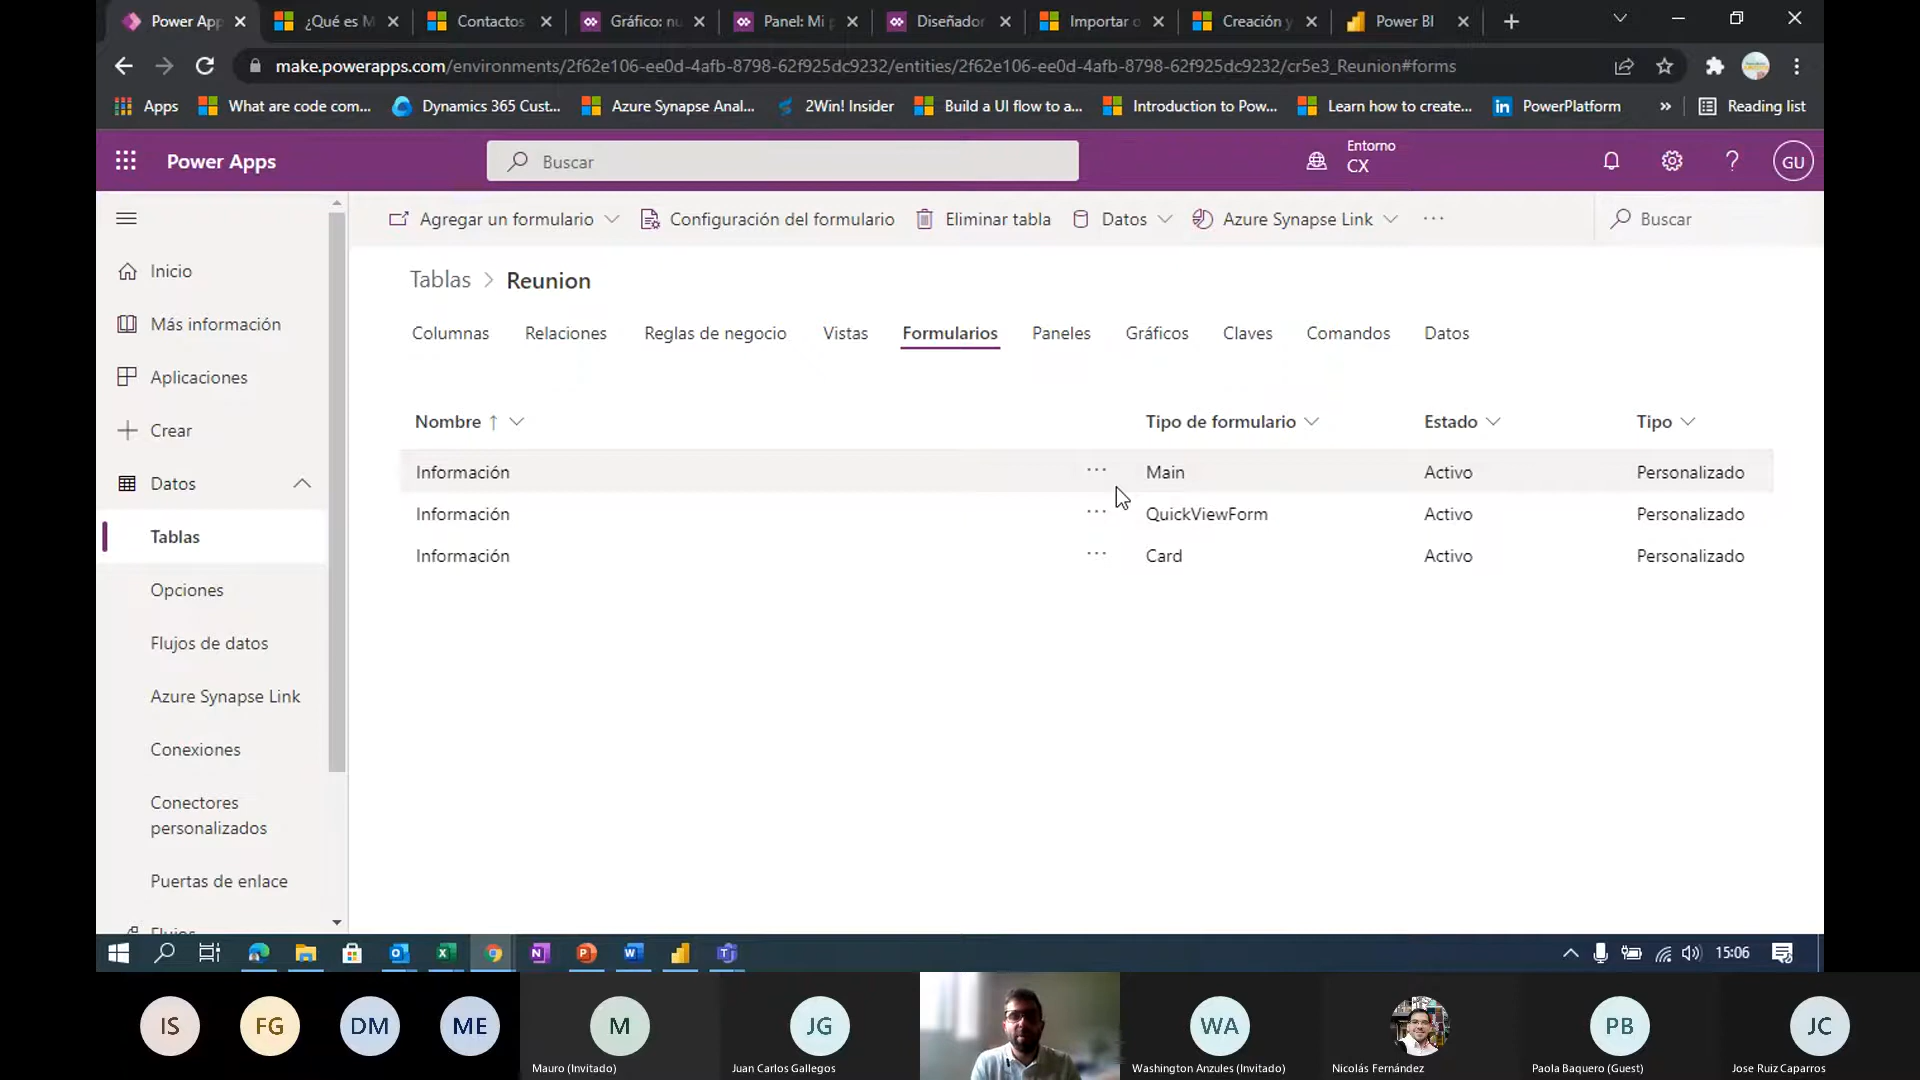 Power App
¿Qué es M
Contactos
Gráfico: nu
Panel: Mi p
Diseñador
Importar o
Creación y
Power BI
make.powerapps.com/environments/2f62e106-ee0d-4afb-8798-62f925dc9232/entities/2f62e106-ee0d-4afb-8798-62f925dc9232/cr5e3_Reunion#forms
Apps
What are code com...
Dynamics 365 Cust...
Azure Synapse Anal...
2Win! Insider
Build a UI flow to a...
Introduction to Pow...
Learn how to create...
PowerPlatform
»
Reading list
Power Apps
Buscar
Entorno
CX
GU
Agregar un formulario
Configuración del formulario
Eliminar tabla
Datos
Azure Synapse Link
Buscar
Inicio
Más información
Aplicaciones
Crear
Datos
Tablas
Opciones
Flujos de datos
Azure Synapse Link
Conexiones
Conectores
personalizados
Puertas de enlace
Flujos
Tablas > Reunion
Columnas Relaciones Reglas de negocio Vistas Formularios Paneles Gráficos Claves Comandos Datos
Nombre ↑ Tipo de formulario Estado Tipo
Información ··· Main Activo Personalizado
Información ··· QuickViewForm Activo Personalizado
Información ··· Card Activo Personalizado
15:06
IS
FG
DM
ME
M
Mauro (Invitado)
JG
Juan Carlos Gallegos
WA
Washington Anzules (Invitado)
Nicolás Fernández
PB
Paola Baquero (Guest)
JC
Jose Ruiz Caparros